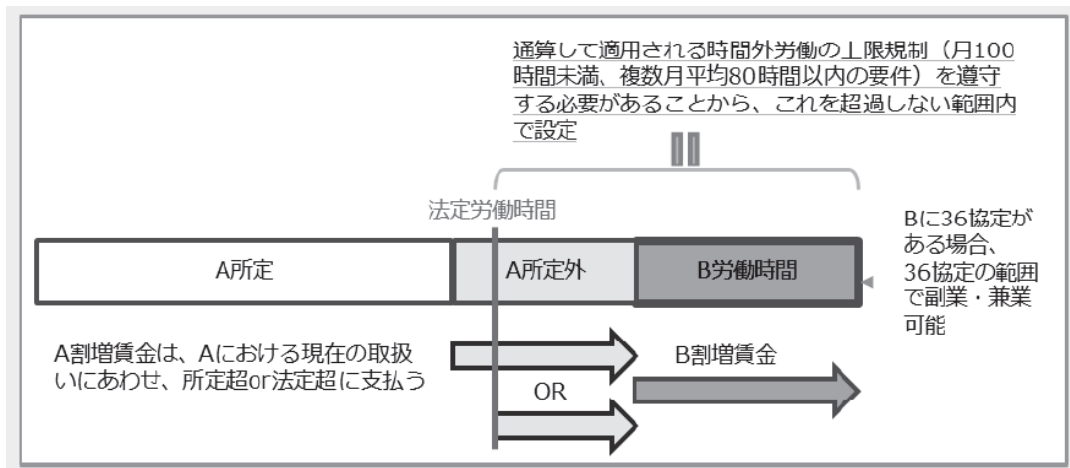 通算して適用される時間外労働の上限規制（月100
時間未満、複数月平均80時間以内の要件）を遵守
する必要があることから、これを超過しない範囲内
で設定
法定労働時間
A所定
A所定外
B労働時間
Bに36協定が
ある場合、
36協定の範囲
で副業・兼業
可能
A割増賃金は、Aにおける現在の取扱
いにあわせ、所定超or法定超に支払う
OR
B割増賃金